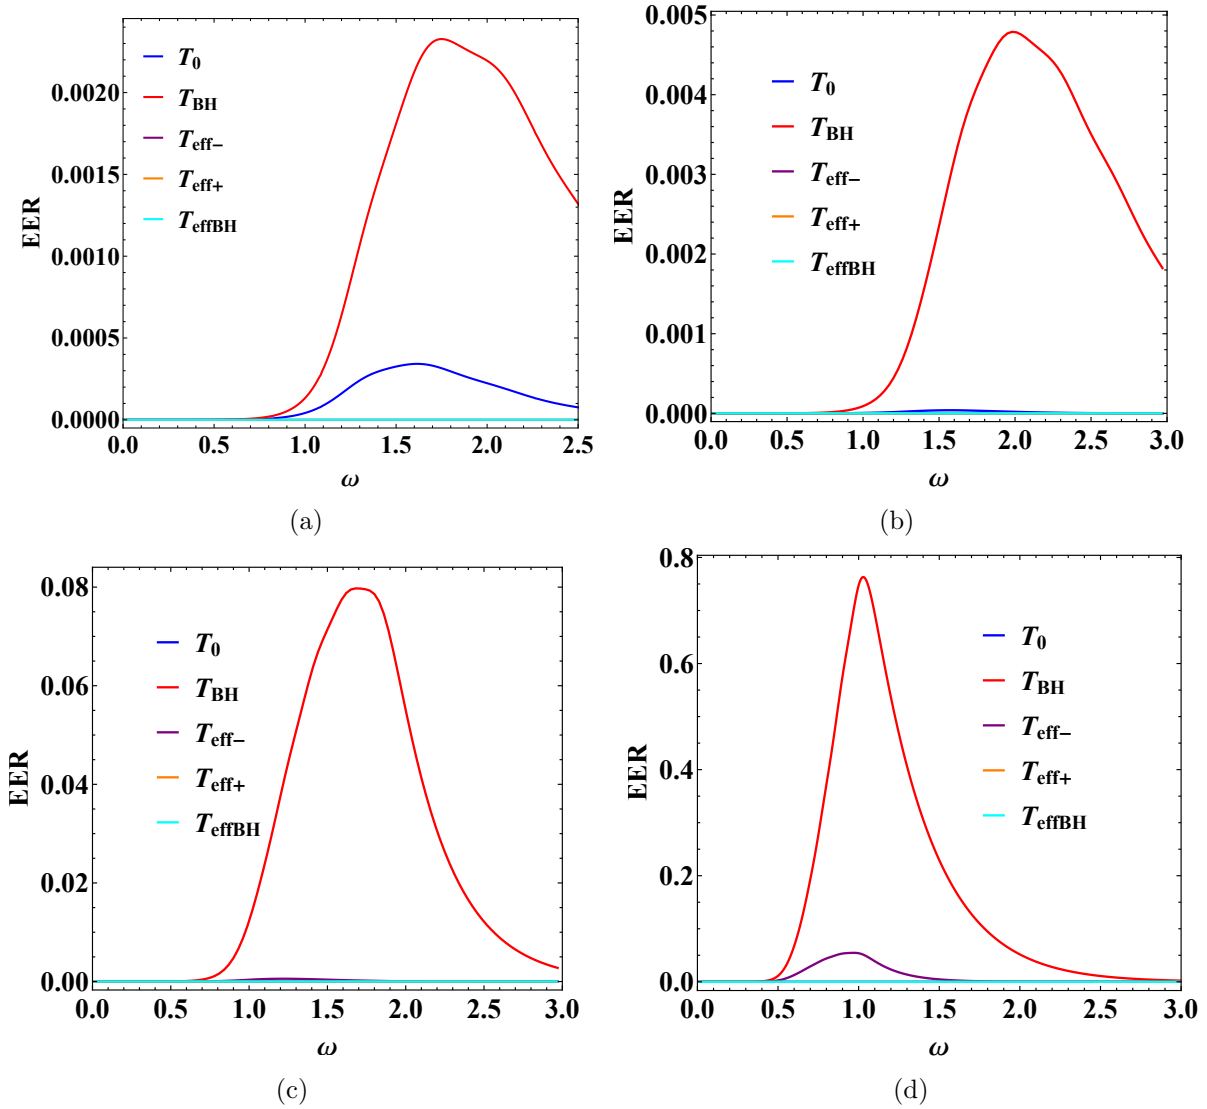 EER
0.0020
0.0015
0.0010
0.0005
0.0000
T0
TBH
Teff−
Teff+
TeffBH
0.0 0.5 1.0 1.5 2.0 2.5
ω
(a)
EER
0.005
0.004
0.003
0.002
0.001
0.000
T0
TBH
Teff−
Teff+
TeffBH
0.0 0.5 1.0 1.5 2.0 2.5 3.0
ω
(b)
EER
0.08
0.06
0.04
0.02
0.00
T0
TBH
Teff−
Teff+
TeffBH
0.0 0.5 1.0 1.5 2.0 2.5 3.0
ω
(c)
EER
0.8
0.6
0.4
0.2
0.0
T0
TBH
Teff−
Teff+
TeffBH
0.0 0.5 1.0 1.5 2.0 2.5 3.0
ω
(d)